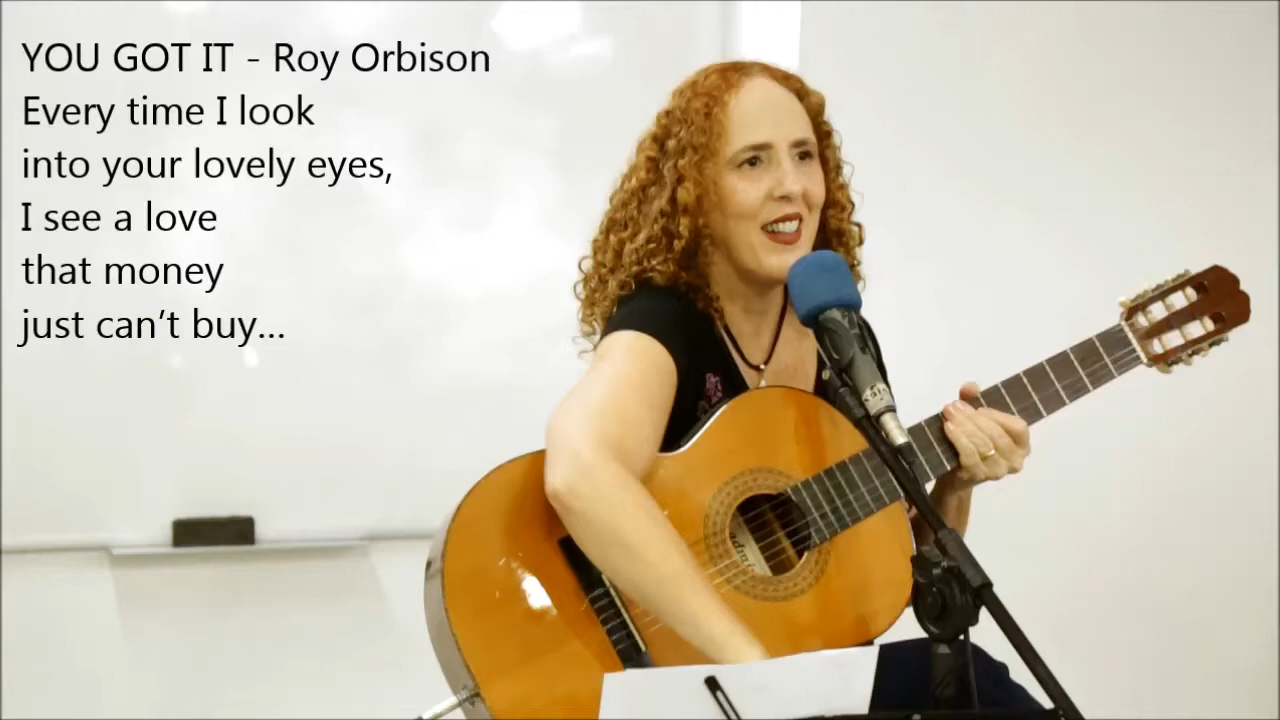 YOU GOT IT - Roy Orbison
Every time I look
into your lovely eyes,
I see a love
that money
just can’t buy...